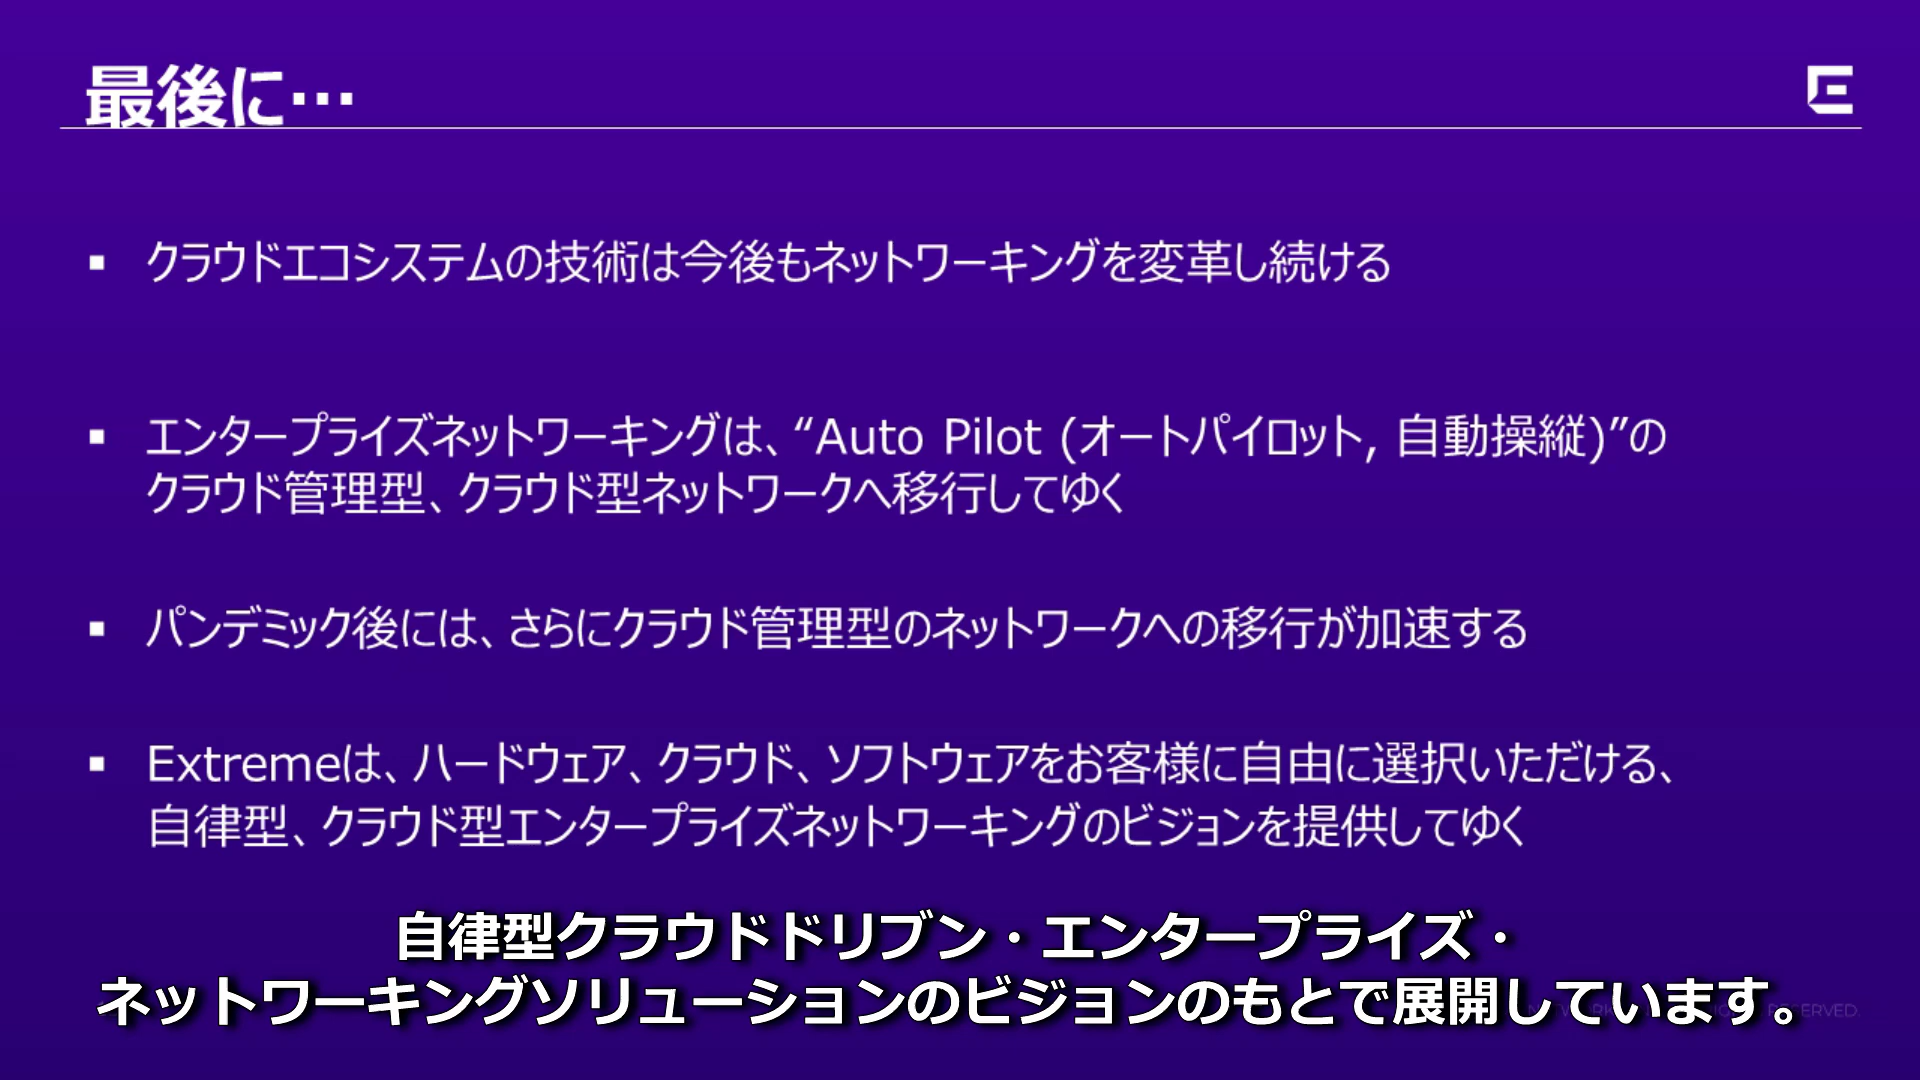 最後に…
▪ クラウドエコシステムの技術は今後もネットワーキングを変革し続ける
▪ エンタープライズネットワーキングは、“Auto Pilot (オートパイロット, 自動操縦)”の
クラウド管理型、クラウド型ネットワークへ移行してゆく
▪ パンデミック後には、さらにクラウド管理型のネットワークへの移行が加速する
▪ Extremeは、ハードウェア、クラウド、ソフトウェアをお客様に自由に選択いただける、
自律型、クラウド型エンタープライズネットワーキングのビジョンを提供してゆく
自律型クラウドドリブン・エンタープライズ・
ネットワーキングソリューションのビジョンのもとで展開しています。